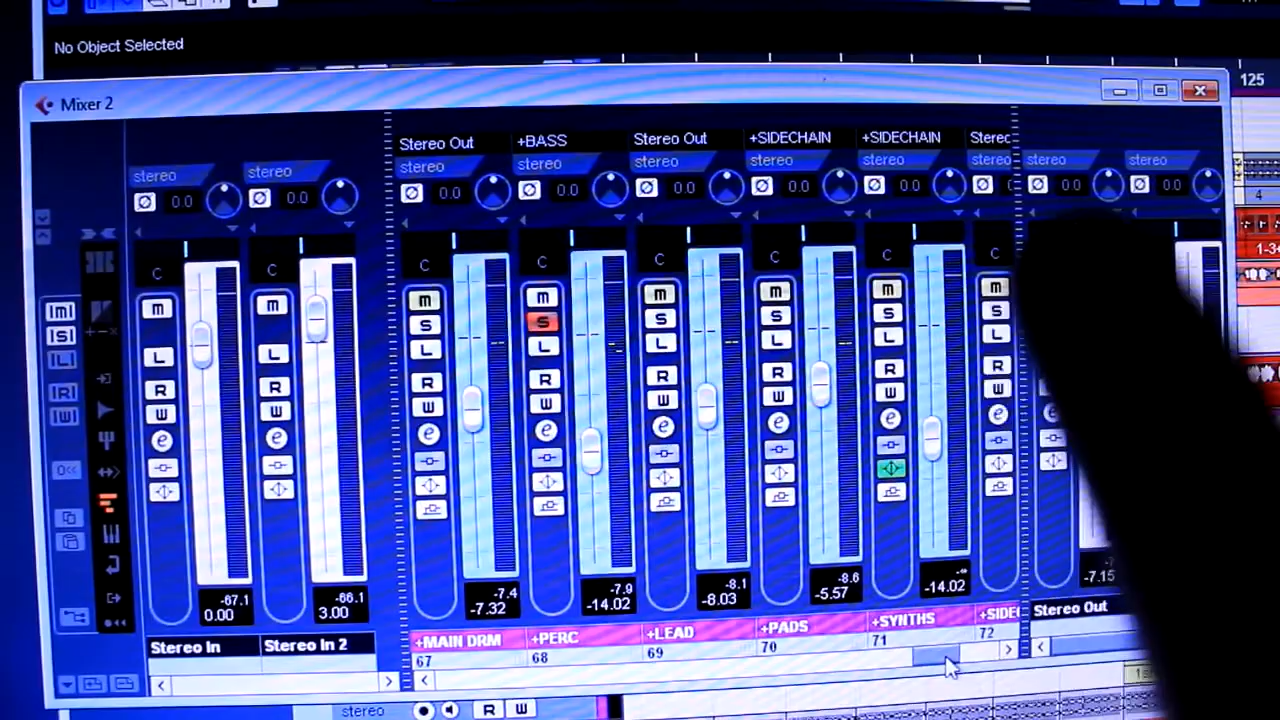 No Object Selected
125
Mixer 2
Stereo Out +BASS Stereo Out +SIDECHAIN +SIDECHAIN Stereo
stereo stereo stereo stereo stereo stereo stereo stereo stereo stereo
0.0 0.0 0.0 0.0 0.0 0.0 0.0 0.0 0.0
4
C C C C C C C C
M M m m m m m m
S S S S S S
L L L L L L L
R R R R R R R R
W W W W W W W W
e e e e e e e e
-67.1 -66.1 -7.4 -7.9 -8.1 -8.6 -∞
0.00 3.00 -7.32 -14.02 -8.03 -5.57 -14.02 -7.15
Stereo In Stereo In 2 +MAIN DRM +PERC +LEAD +PADS +SYNTHS +SIDE Stereo Out
67 68 69 70 71 72
stereo R W